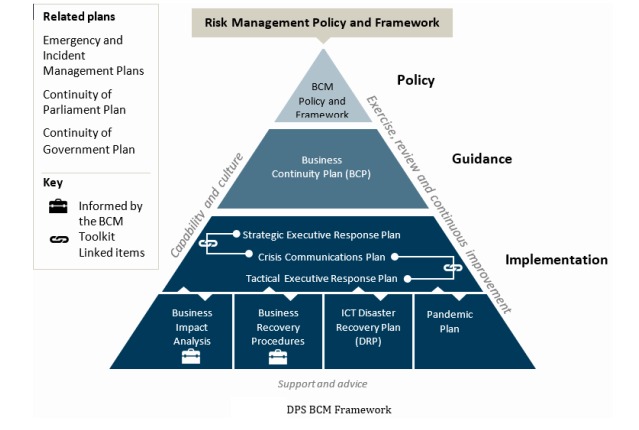 Related plans
Emergency and
Incident
Management Plans
Continuity of
Parliament Plan
Continuity of
Government Plan
Key
Informed by
the BCM
Toolkit
Linked items
Risk Management Policy and Framework
BCM
Policy and
Framework
Policy
Business
Continuity Plan (BCP)
Guidance
Capability and culture
Exercise, review and continuous improvement
Strategic Executive Response Plan
Crisis Communications Plan
Tactical Executive Response Plan
Implementation
Business
Impact
Analysis
Business
Recovery
Procedures
ICT Disaster
Recovery Plan
(DRP)
Pandemic
Plan
Support and advice
DPS BCM Framework